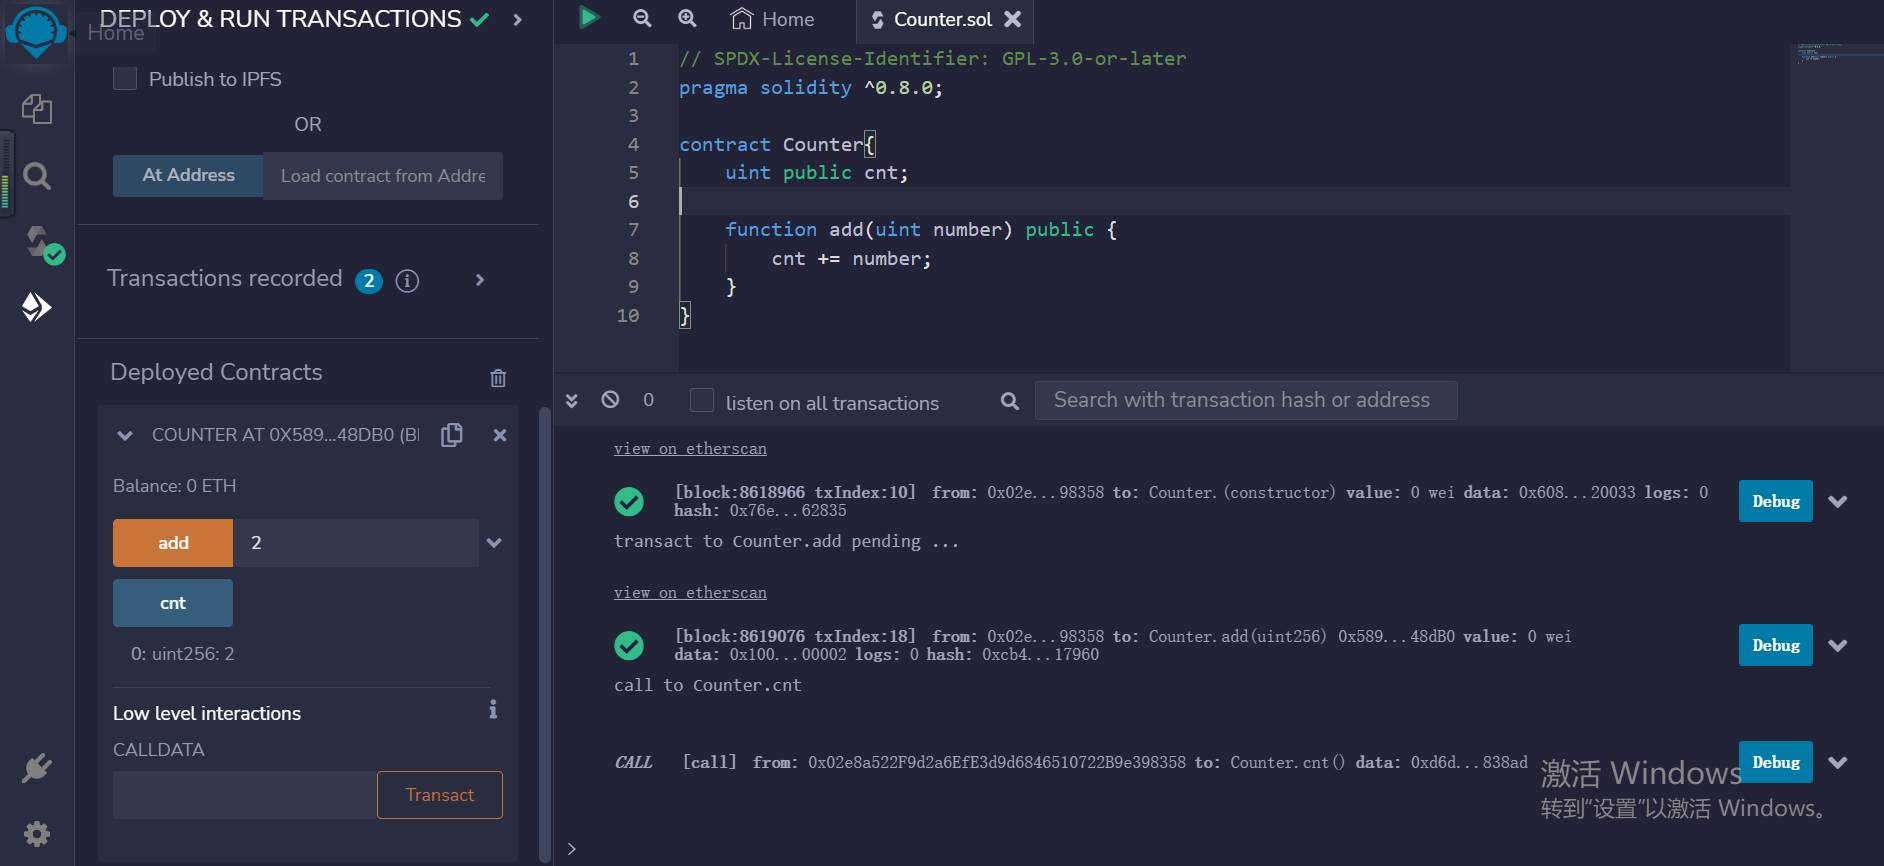 DEPLOY & RUN TRANSACTIONS
Home
Publish to IPFS
OR
At Address
Load contract from Addre
Transactions recorded 2
Deployed Contracts
COUNTER AT 0X589...48DB0 (BL
Balance: 0 ETH
add 2
cnt
0: uint256: 2
Low level interactions
CALLDATA
Transact
Home
Counter.sol
1 // SPDX-License-Identifier: GPL-3.0-or-later
2 pragma solidity ^0.8.0;
3
4 contract Counter{
5 uint public cnt;
6
7 function add(uint number) public {
8 cnt += number;
9 }
10 }
0 listen on all transactions Search with transaction hash or address
view on etherscan
[block:8618966 txIndex:10] from: 0x02e...98358 to: Counter.(constructor) value: 0 wei data: 0x608...20033 logs: 0
hash: 0x76e...62835
Debug
transact to Counter.add pending ...
view on etherscan
[block:8619076 txIndex:18] from: 0x02e...98358 to: Counter.add(uint256) 0x589...48dB0 value: 0 wei
data: 0x100...00002 logs: 0 hash: 0xcb4...17960
Debug
call to Counter.cnt
CALL [call] from: 0x02e8a522F9d2a6EfE3d9d6846510722B9e398358 to: Counter.cnt() data: 0xd6d...838ad
Debug
激活 Windows
转到“设置”以激活 Windows。
>